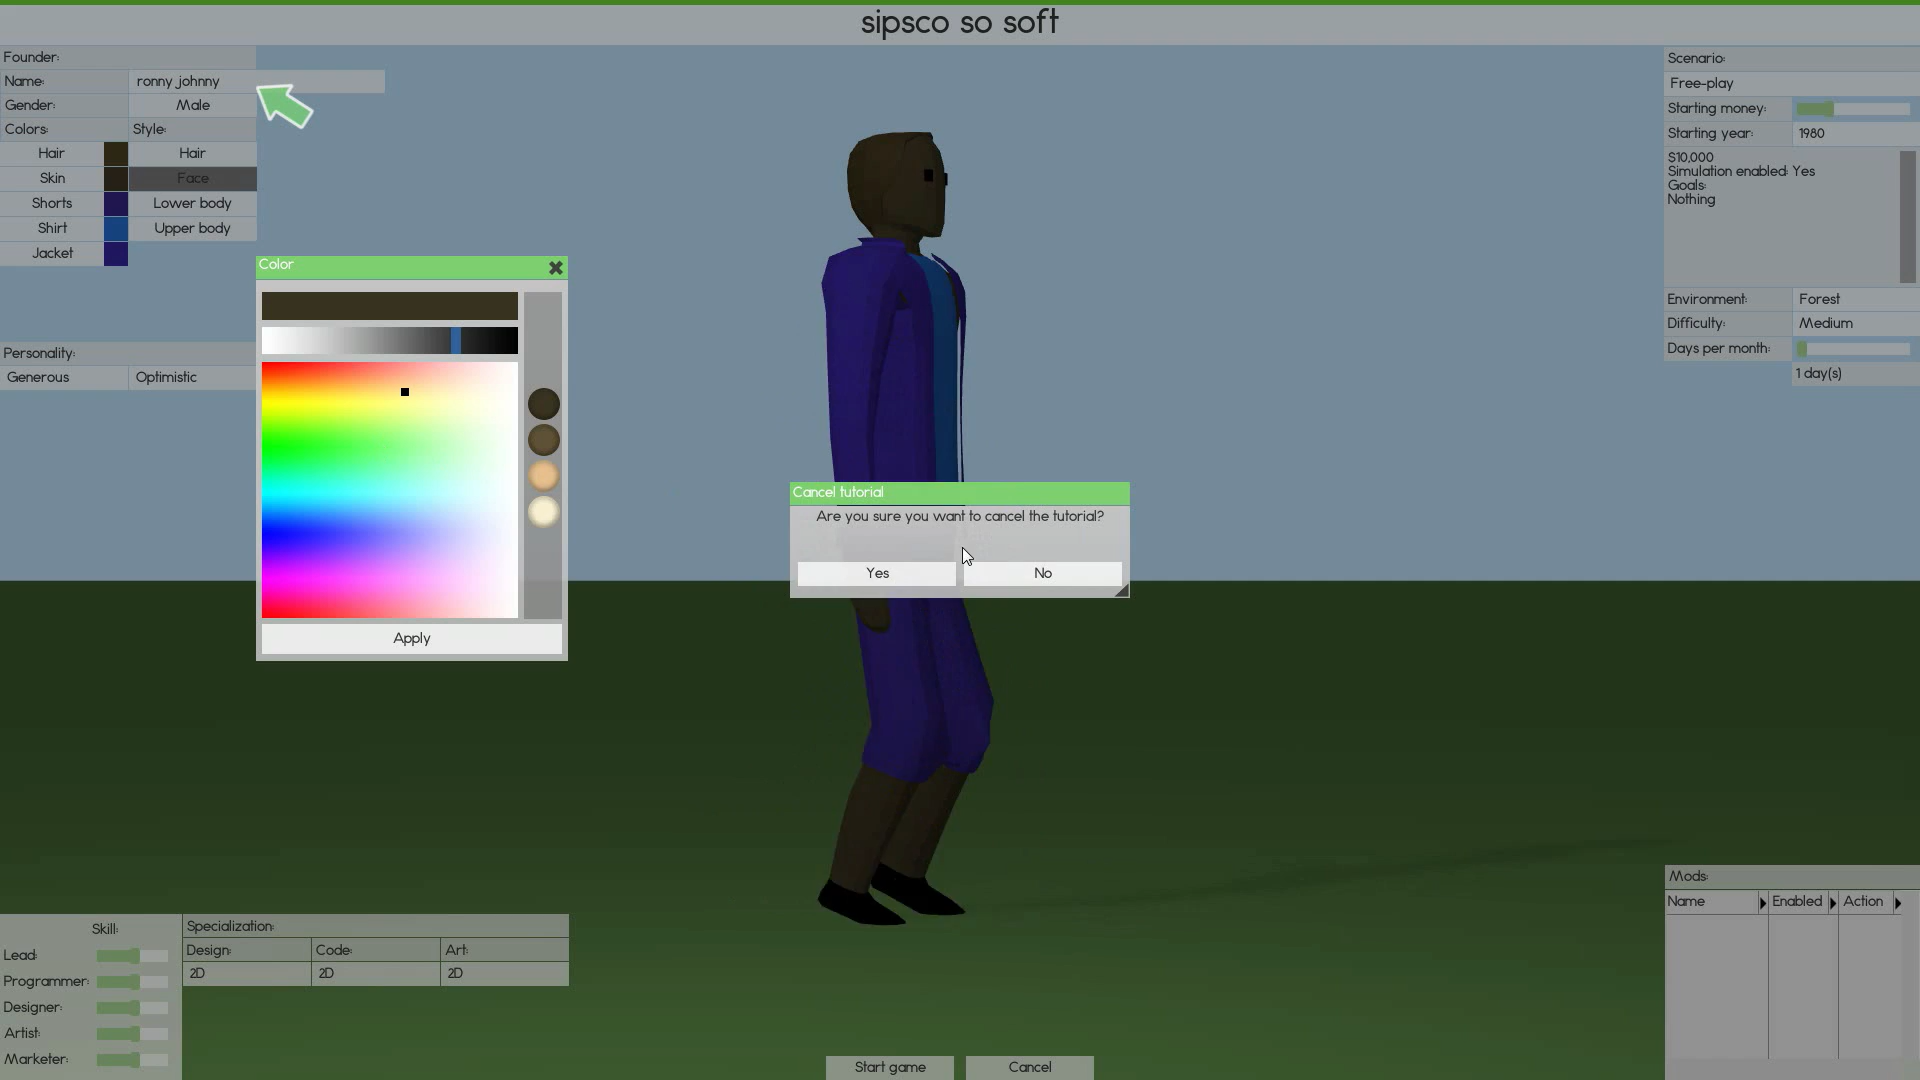 sipsco so soft
Founder:
Name: ronny johnny
Gender: Male
Colors: Style:
Hair Hair
Skin Face
Shorts Lower body
Shirt Upper body
Jacket
Color
Apply
Personality:
Generous Optimistic
Scenario:
Free-play
Starting money:
Starting year: 1980
$10,000
Simulation enabled: Yes
Goals:
Nothing
Environment: Forest
Difficulty: Medium
Days per month:
1 day(s)
Cancel tutorial
Are you sure you want to cancel the tutorial?
Yes No
Skill:
Lead:
Programmer:
Designer:
Artist:
Marketer:
Specialization:
Design: Code: Art:
2D 2D 2D
Mods:
Name Enabled Action
Start game Cancel